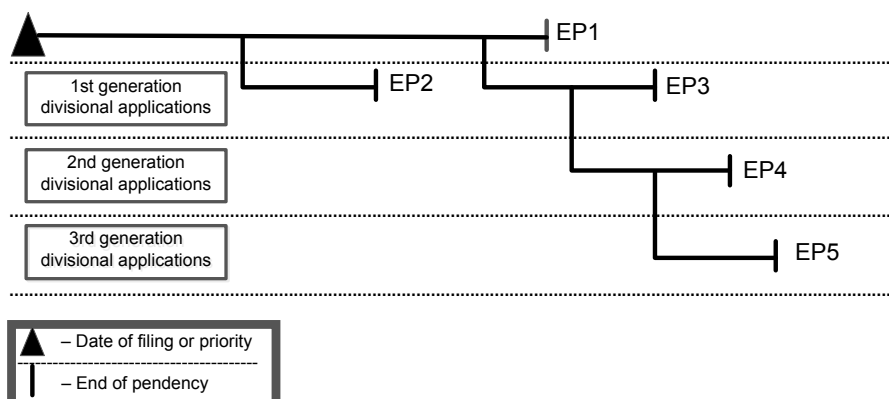 EP1
1st generation
divisional applications
EP2
EP3
2nd generation
divisional applications
EP4
3rd generation
divisional applications
EP5
– Date of filing or priority
– End of pendency